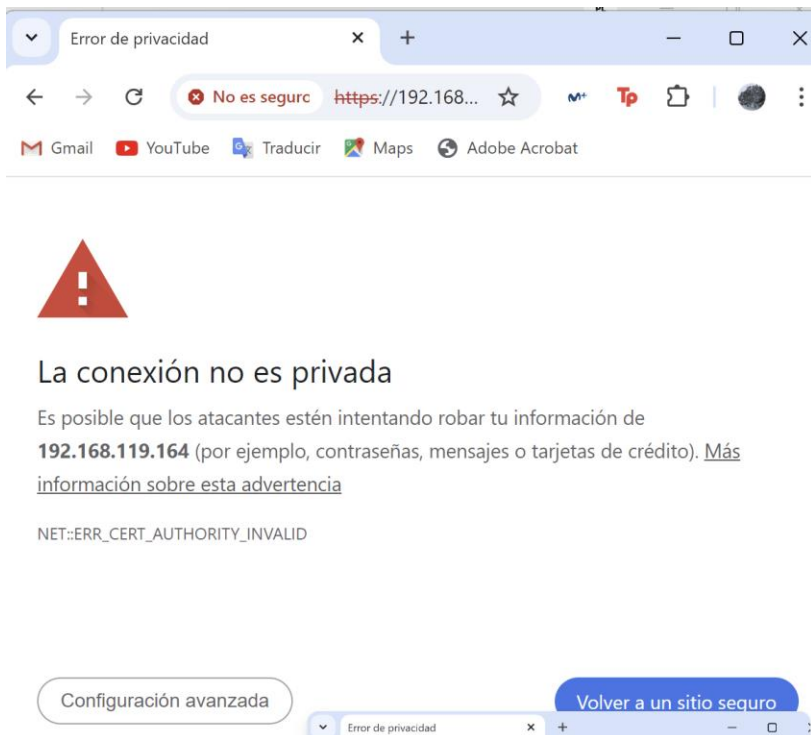 Error de privacidad
No es seguro https://192.168...
Gmail YouTube Traducir Maps Adobe Acrobat
La conexión no es privada
Es posible que los atacantes estén intentando robar tu información de
192.168.119.164 (por ejemplo, contraseñas, mensajes o tarjetas de crédito). Más
información sobre esta advertencia
NET::ERR_CERT_AUTHORITY_INVALID
Configuración avanzada Volver a un sitio seguro
Error de privacidad